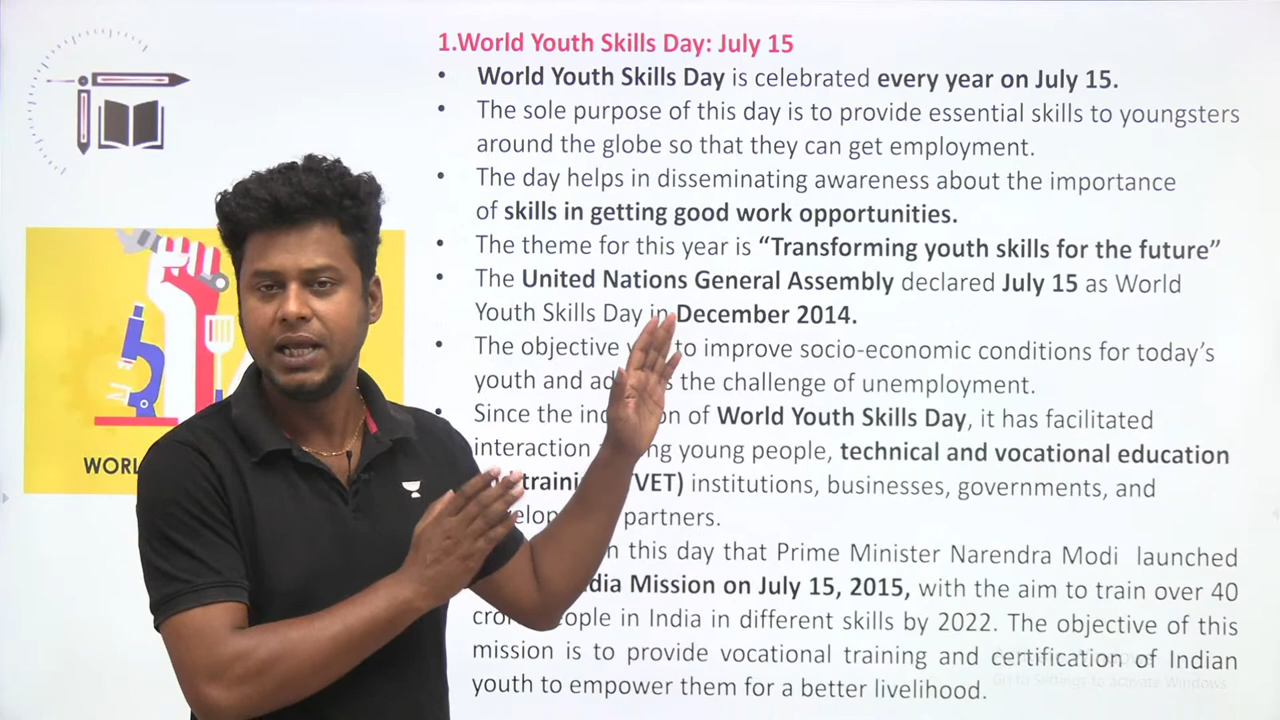 1.World Youth Skills Day: July 15
• World Youth Skills Day is celebrated every year on July 15.
• The sole purpose of this day is to provide essential skills to youngsters
around the globe so that they can get employment.
• The day helps in disseminating awareness about the importance
of skills in getting good work opportunities.
• The theme for this year is “Transforming youth skills for the future”
• The United Nations General Assembly declared July 15 as World
Youth Skills Day in December 2014.
• The objective to improve socio-economic conditions for today’s
youth and the challenge of unemployment.
• Since the of World Youth Skills Day, it has facilitated
interaction young people, technical and vocational education
institutions, businesses, governments, and
partners.
this day that Prime Minister Narendra Modi launched
Mission on July 15, 2015, with the aim to train over 40
in India in different skills by 2022. The objective of this
mission is to provide vocational training and certification of Indian
youth to empower them for a better livelihood.
Go to Settings to activate Windows